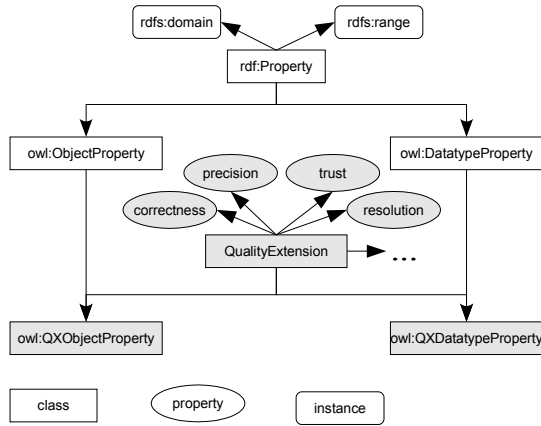 rdfs:domain
rdfs:range
rdf:Property
owl:ObjectProperty
owl:DatatypeProperty
precision
trust
correctness
resolution
QualityExtension
...
owl:QXObjectProperty
owl:QXDatatypeProperty
class
property
instance